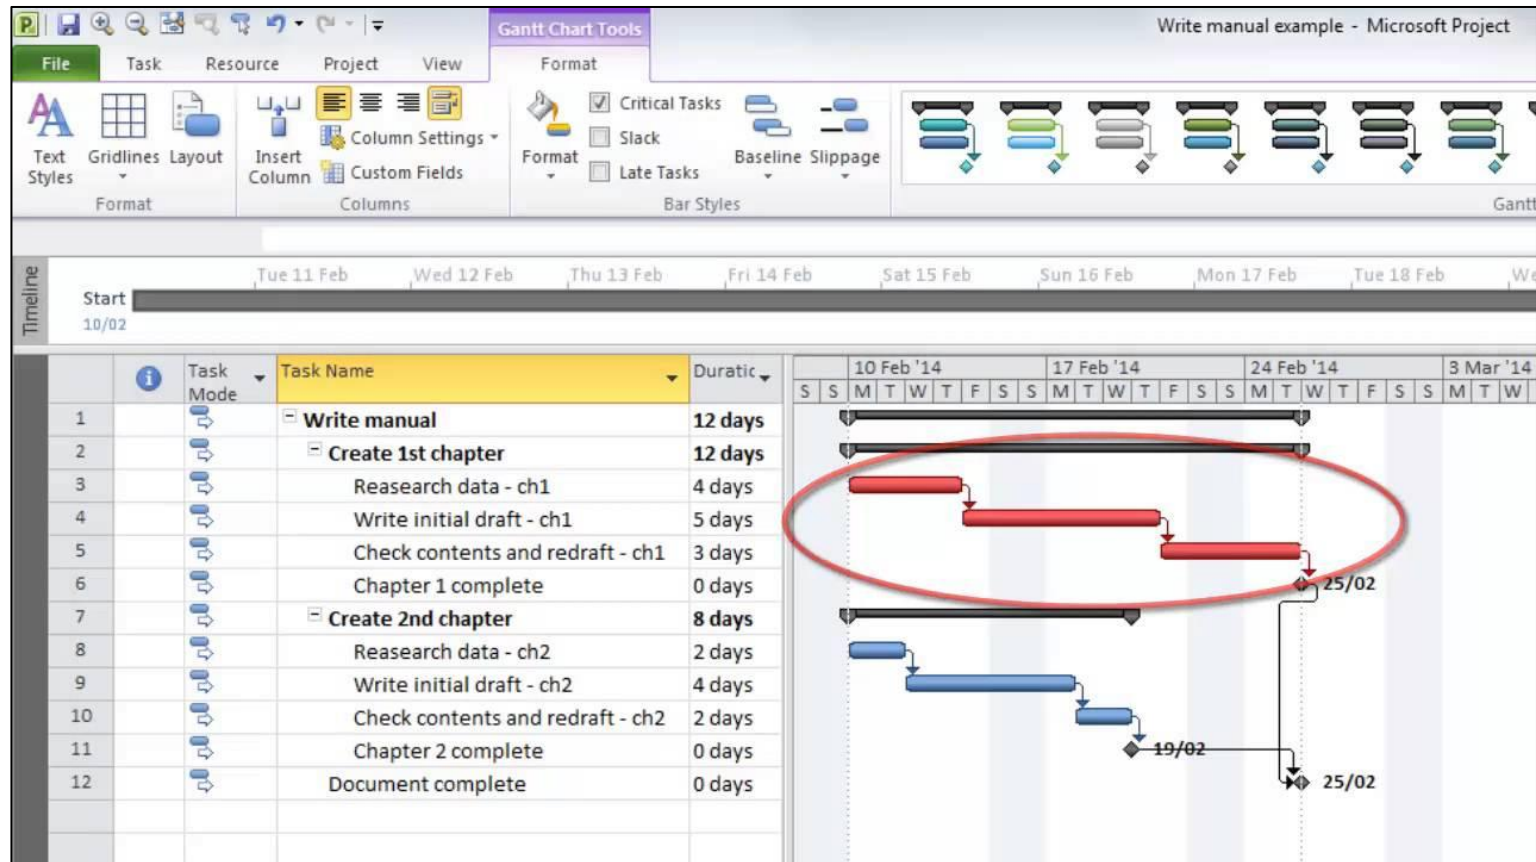 Gantt Chart Tools
Write manual example - Microsoft Project
File Task Resource Project View Format
Text Styles
Gridlines
Layout
Format
Insert Column
Column Settings
Custom Fields
Columns
Format
Critical Tasks
Slack
Late Tasks
Baseline
Slippage
Bar Styles
Gantt
Timeline
Tue 11 Feb Wed 12 Feb Thu 13 Feb Fri 14 Feb Sat 15 Feb Sun 16 Feb Mon 17 Feb Tue 18 Feb We
Start
10/02
Task Mode Task Name Duratic
10 Feb '14 17 Feb '14 24 Feb '14 3 Mar '14
S S M T W T F S S M T W T F S S M T W T F S S M T W
1 Write manual 12 days
2 Create 1st chapter 12 days
3 Reasearch data - ch1 4 days
4 Write initial draft - ch1 5 days
5 Check contents and redraft - ch1 3 days
6 Chapter 1 complete 0 days 25/02
7 Create 2nd chapter 8 days
8 Reasearch data - ch2 2 days
9 Write initial draft - ch2 4 days
10 Check contents and redraft - ch2 2 days
11 Chapter 2 complete 0 days 19/02
12 Document complete 0 days 25/02